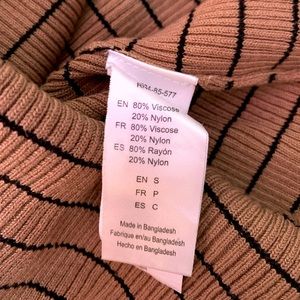 EN 80% Viscose
20% Nylon
FR 80% Viscose
20% Nylon
ES 80% Rayón
20% Nylon
EN S
FR P
ES C
Made in Bangladesh
Fabriqué en/au Bangladesh
Hecho en Bangladesh